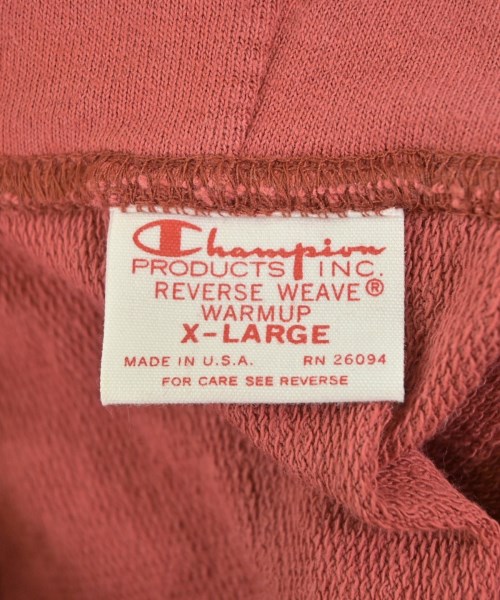 Champion
PRODUCTS INC.
REVERSE WEAVE®
WARMUP
X-LARGE
MADE IN U.S.A. RN 26094
FOR CARE SEE REVERSE